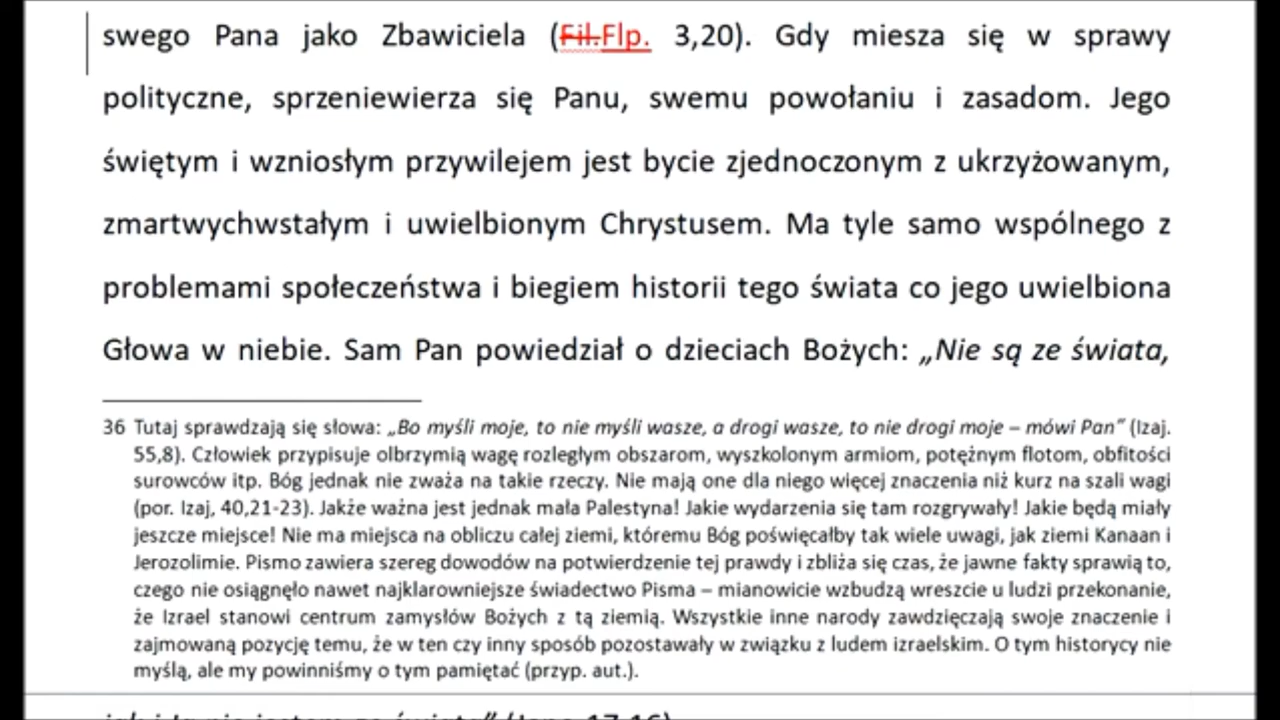 swego Pana jako Zbawiciela (Fil.Flp. 3,20). Gdy miesza się w sprawy
polityczne, sprzeniewierza się Panu, swemu powołaniu i zasadom. Jego
świętym i wzniosłym przywilejem jest bycie zjednoczonym z ukrzyżowanym,
zmartwychwstałym i uwielbionym Chrystusem. Ma tyle samo wspólnego z
problemami społeczeństwa i biegiem historii tego świata co jego uwielbiona
Głowa w niebie. Sam Pan powiedział o dzieciach Bożych: „Nie są ze świata,
36 Tutaj sprawdzają się słowa: „Bo myśli moje, to nie myśli wasze, a drogi wasze, to nie drogi moje – mówi Pan” (Izaj.
55,8). Człowiek przypisuje olbrzymią wagę rozległym obszarom, wyszkolonym armiom, potężnym flotom, obfitości
surowców itp. Bóg jednak nie zważa na takie rzeczy. Nie mają one dla niego więcej znaczenia niż kurz na szali wagi
(por. Izaj, 40,21-23). Jakże ważna jest jednak mała Palestyna! Jakie wydarzenia się tam rozgrywały! Jakie będą miały
jeszcze miejsce! Nie ma miejsca na obliczu całej ziemi, któremu Bóg poświęcałby tak wiele uwagi, jak ziemi Kanaan i
Jerozolimie. Pismo zawiera szereg dowodów na potwierdzenie tej prawdy i zbliża się czas, że jawne fakty sprawią to,
czego nie osiągnęło nawet najklarowniejsze świadectwo Pisma – mianowicie wzbudzą wreszcie u ludzi przekonanie,
że Izrael stanowi centrum zamysłów Bożych z tą ziemią. Wszystkie inne narody zawdzięczają swoje znaczenie i
zajmowaną pozycję temu, że w ten czy inny sposób pozostawały w związku z ludem izraelskim. O tym historycy nie
myślą, ale my powinniśmy o tym pamiętać (przyp. aut.).